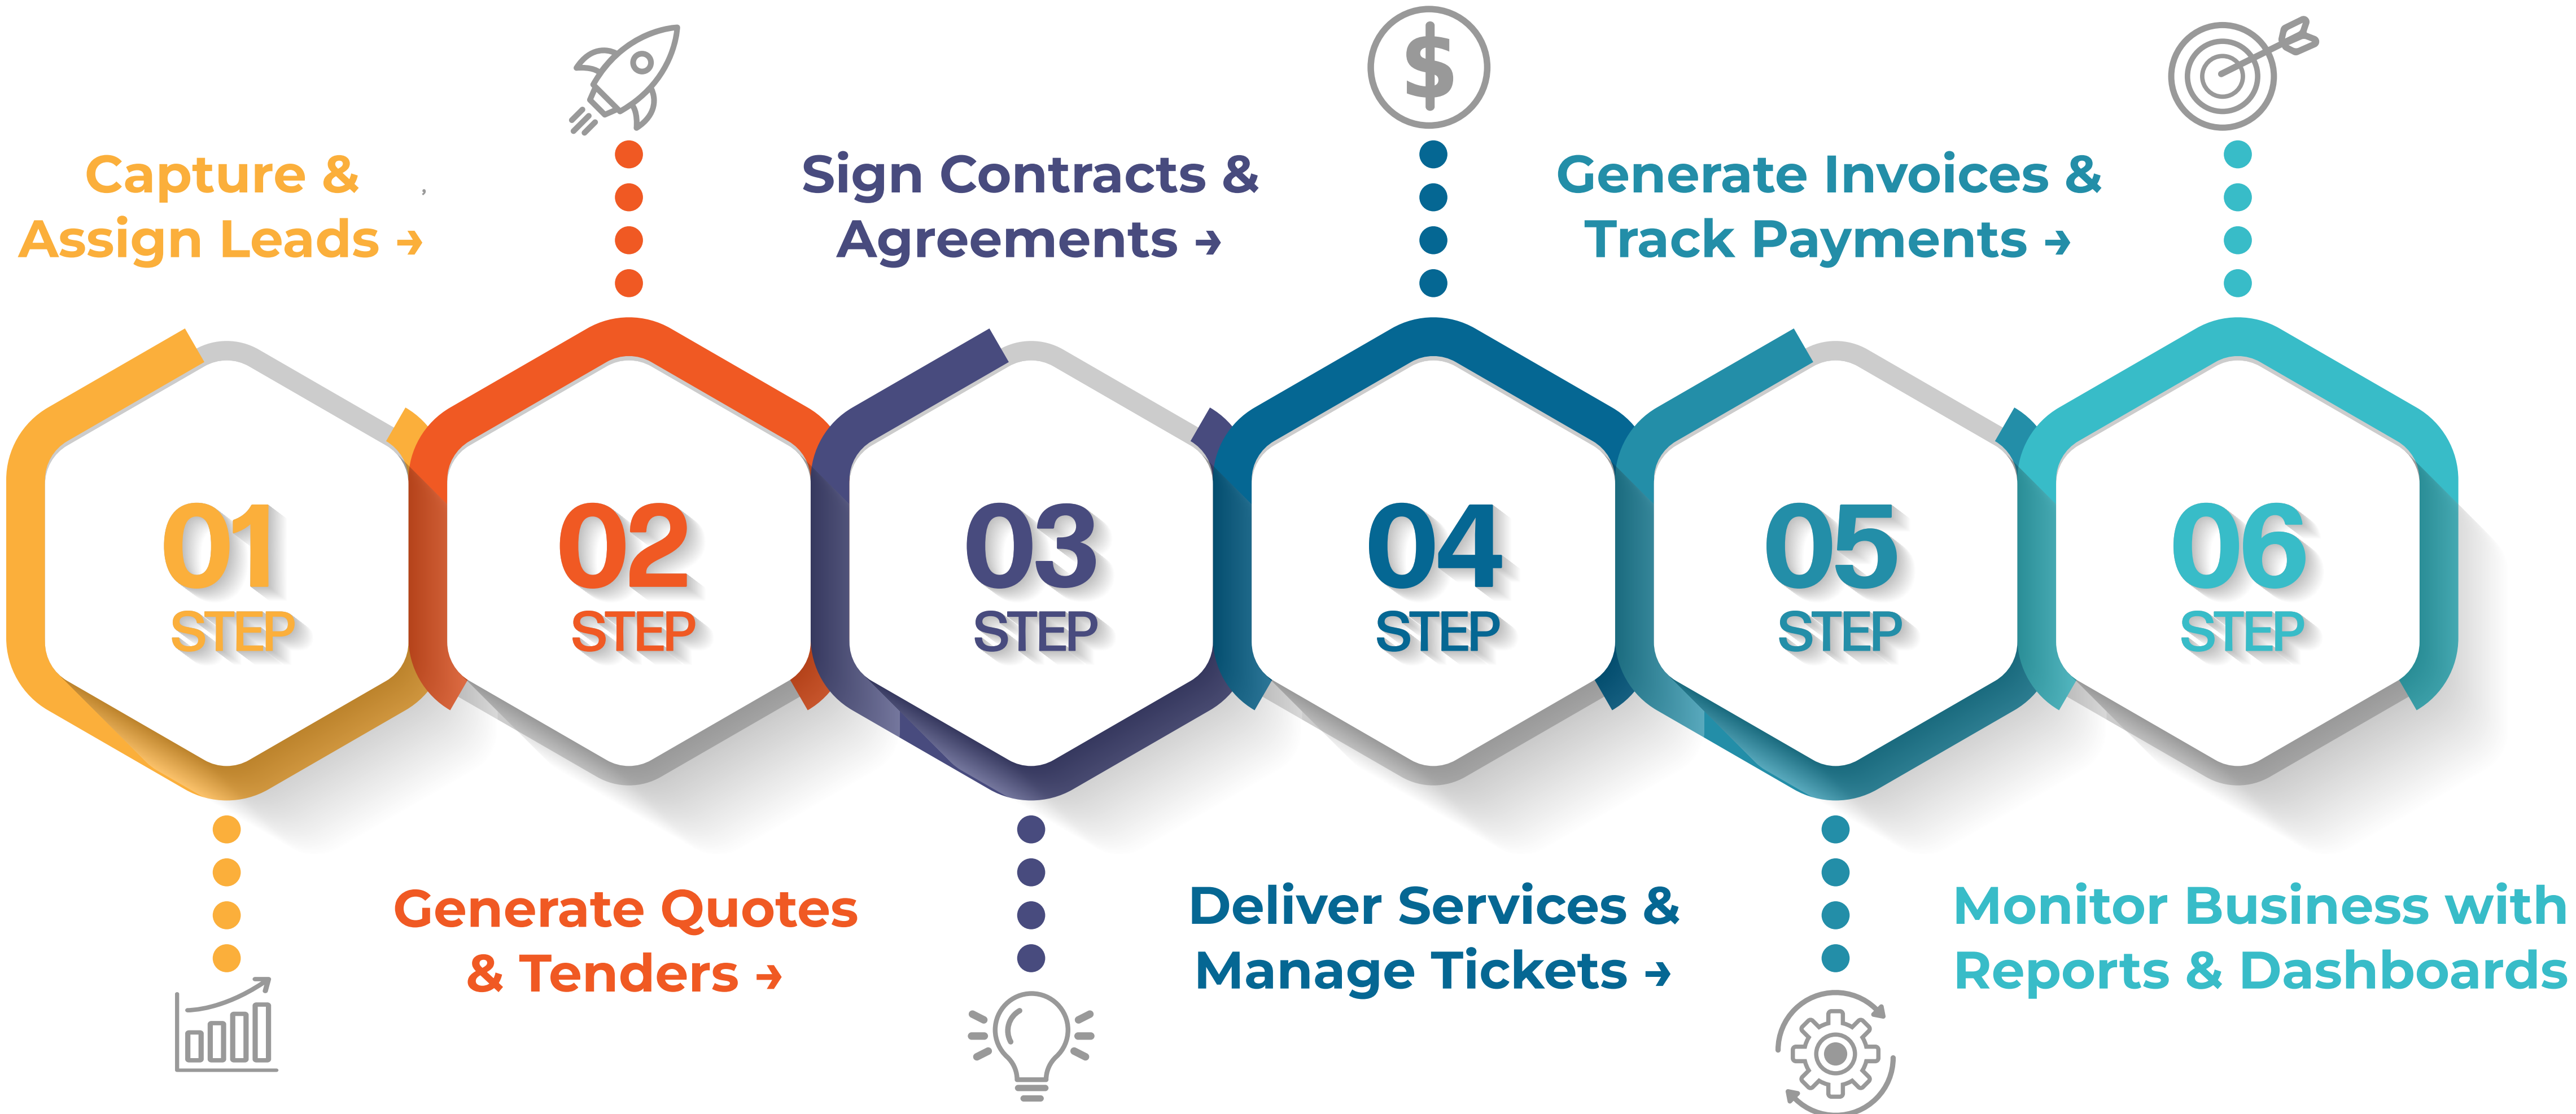 Capture &
Assign Leads →
,
Sign Contracts &
Agreements →
Generate Invoices &
Track Payments →
01
STEP
02
STEP
03
STEP
04
STEP
05
STEP
06
STEP
Generate Quotes
& Tenders →
Deliver Services &
Manage Tickets →
Monitor Business with
Reports & Dashboards
$